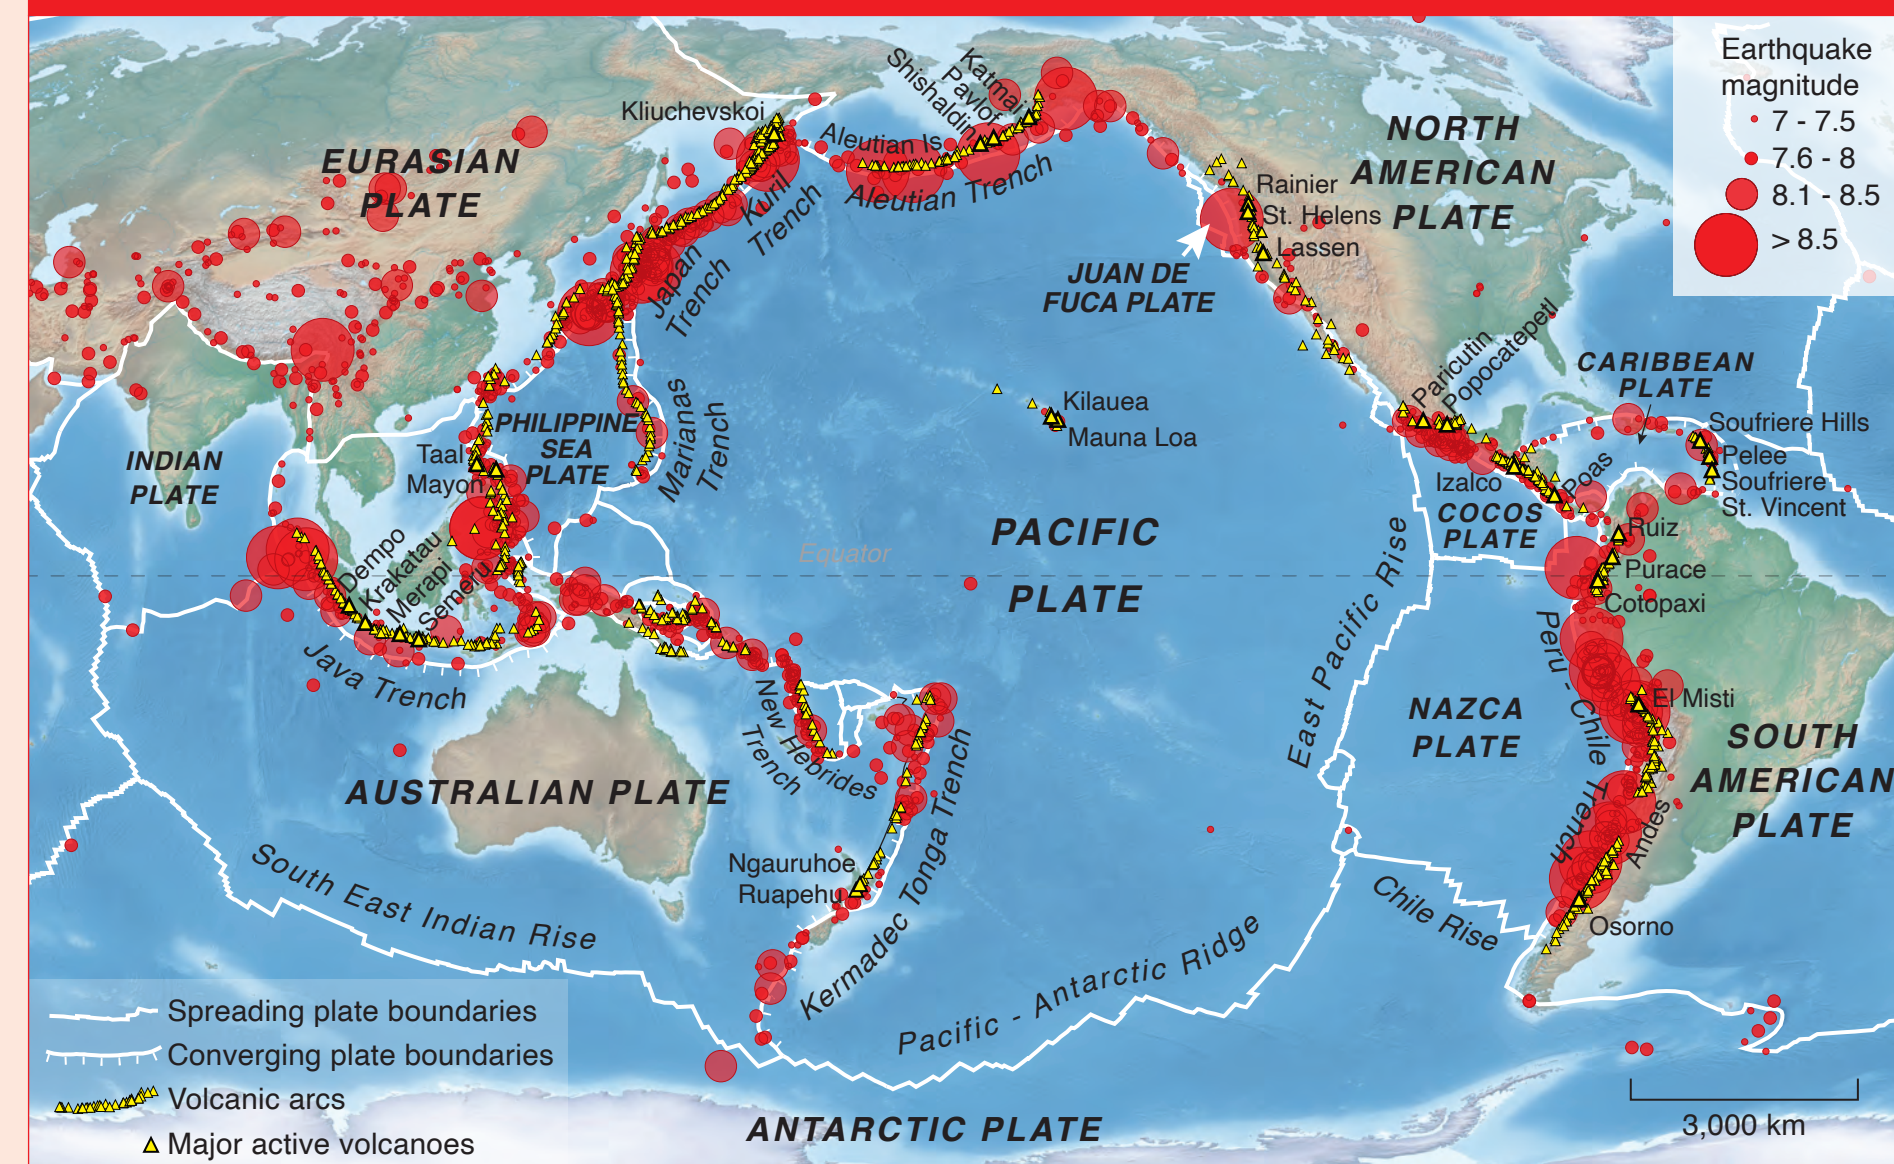 Earthquake
magnitude
7 - 7.5
7.6 - 8
8.1 - 8.5
> 8.5
Kliuchevskoi
Katmai
Pavlof
Shishaldin
Aleutian Is.
Aleutian Trench
Kuril
Trench
Japan
Trench
EURASIAN
PLATE
NORTH
AMERICAN
PLATE
Rainier
St. Helens
Lassen
JUAN DE
FUCA PLATE
Paricutin
Popocatepetl
CARIBBEAN
PLATE
Kilauea
Mauna Loa
Soufriere Hills
Pelee
Soufriere
St. Vincent
PHILIPPINE
SEA
PLATE
Marianas
Trench
Taal
Mayon
INDIAN
PLATE
Izalco
Poas
COCOS
PLATE
Ruiz
Purace
Cotopaxi
PACIFIC
PLATE
Equator
Dempo
Krakatau
Merapi
Semeru
Java Trench
East Pacific Rise
Peru - Chile Trench
El Misti
NAZCA
PLATE
SOUTH
AMERICAN
PLATE
New Hebrides
Trench
AUSTRALIAN PLATE
Andes
Ngauruhoe
Ruapehu
Kermadec Tonga Trench
South East Indian Rise
Chile Rise
Osorno
Pacific - Antarctic Ridge
Spreading plate boundaries
Converging plate boundaries
Volcanic arcs
Major active volcanoes
ANTARCTIC PLATE
3,000 km